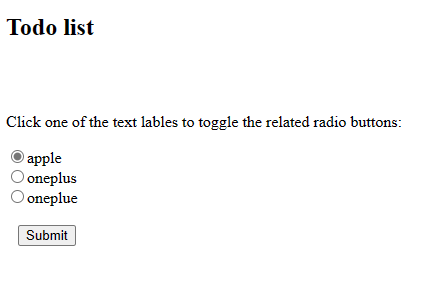 Todo list
Click one of the text lables to toggle the related radio buttons:
apple
oneplus
oneplue
Submit